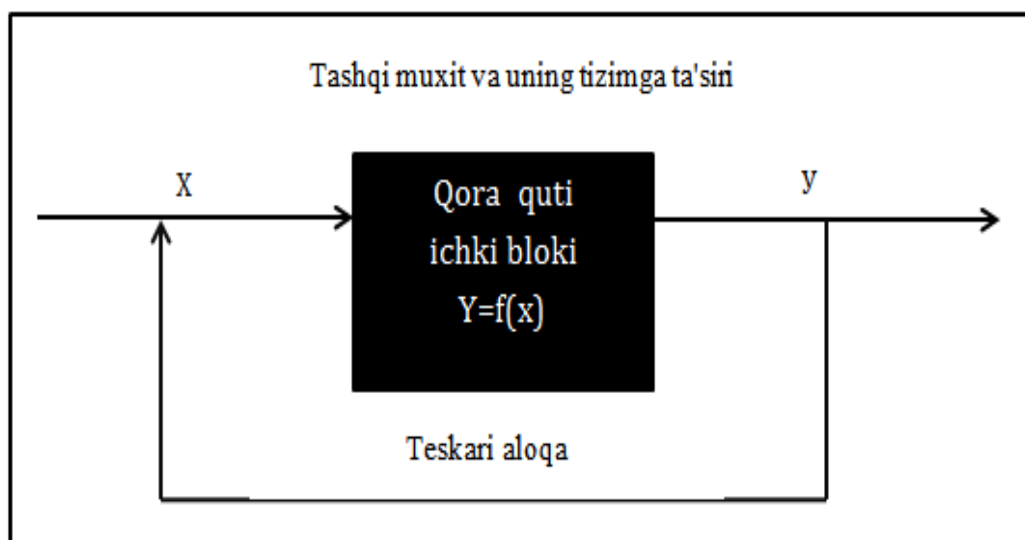 Tashqi muxit va uning tizimga ta'siri
X
y
Qora quti
ichki bloki
Y=f(x)
Teskari aloqa